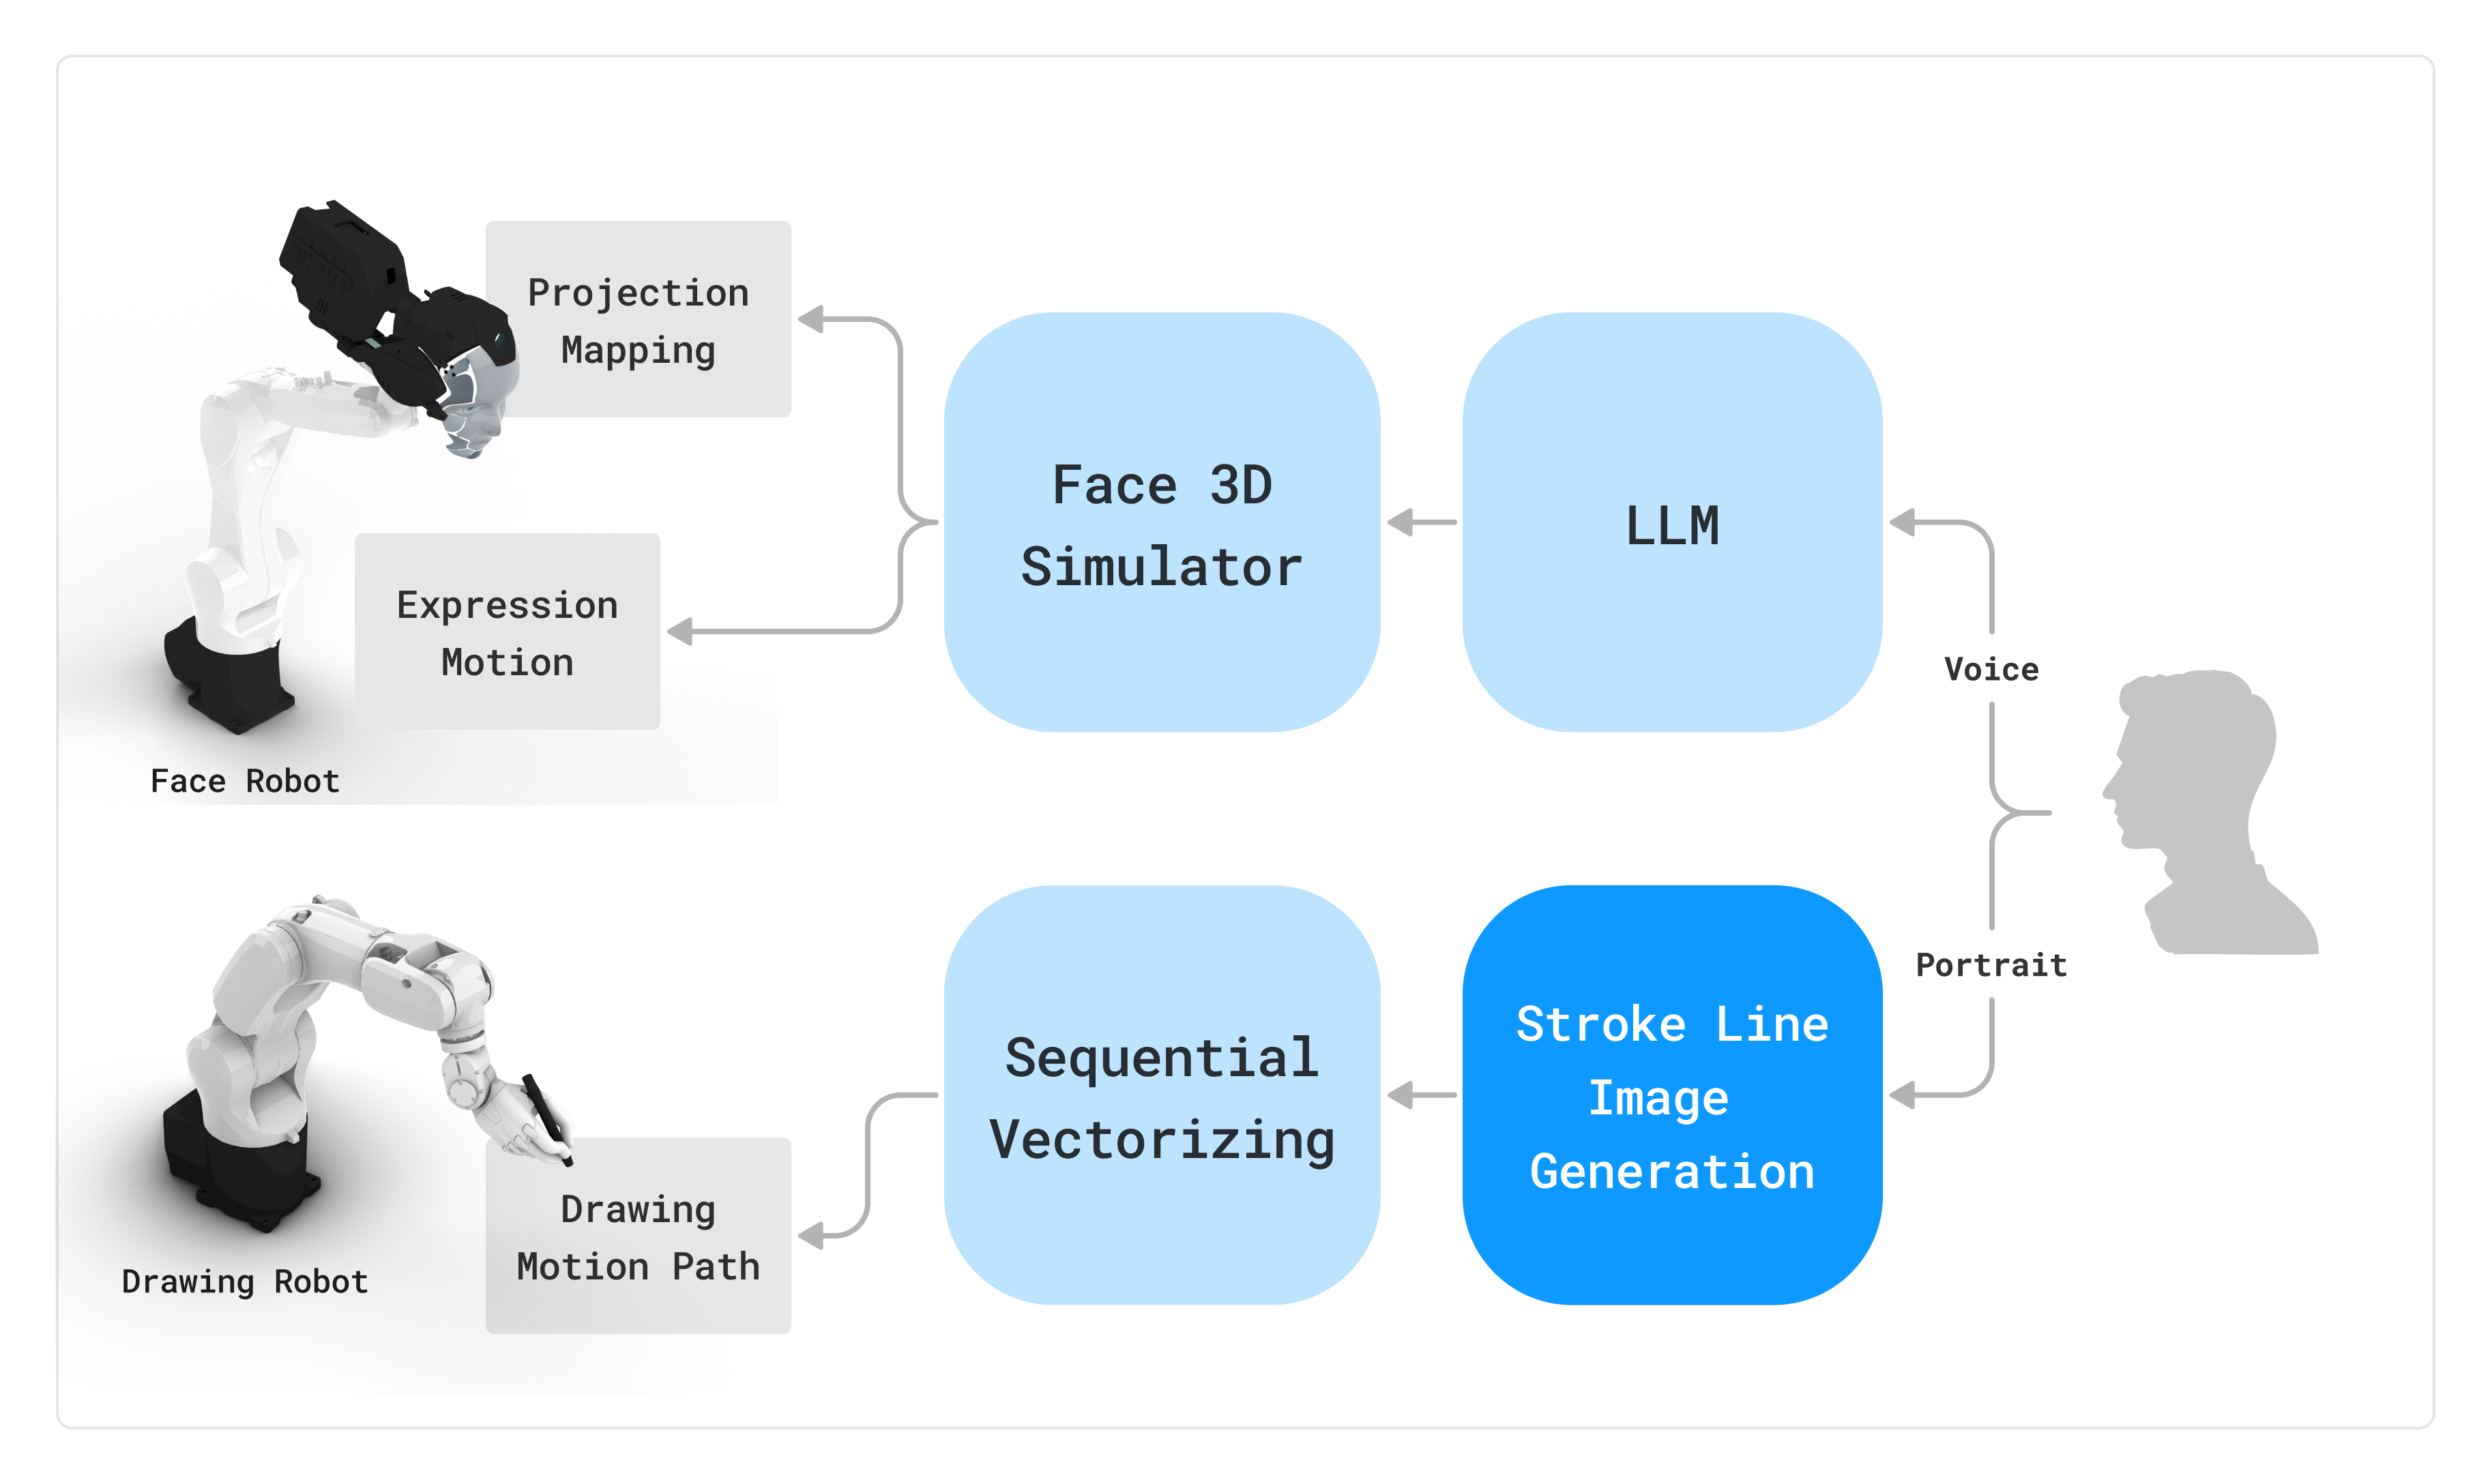 Projection
Mapping
Face 3D
Simulator
LLM
Expression
Motion
Voice
Face Robot
Portrait
Stroke Line
Image
Generation
Sequential
Vectorizing
Drawing
Motion Path
Drawing Robot